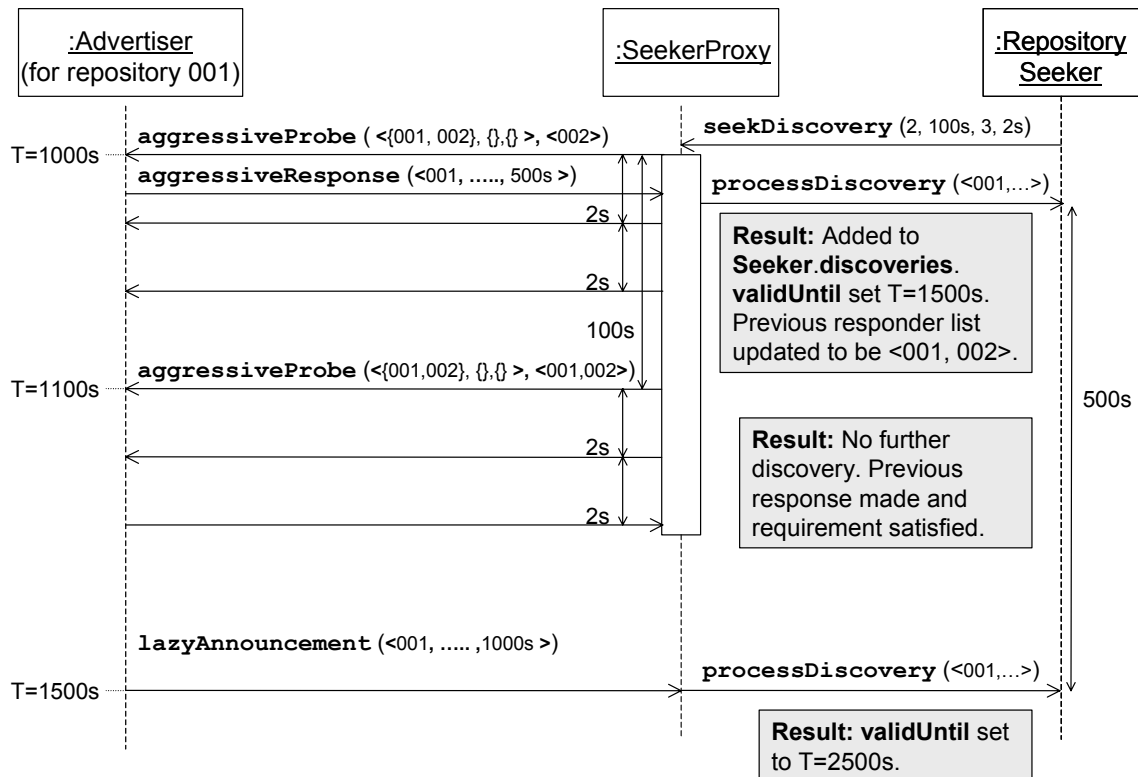 :Advertiser
(for repository 001)
:SeekerProxy
:Repository
Seeker
aggressiveProbe (<{001, 002}, {},{} >, <002>)
seekDiscovery (2, 100s, 3, 2s)
T=1000s
aggressiveResponse (<001, ....., 500s >)
processDiscovery (<001,...>)
2s
Result: Added to
Seeker.discoveries.
validUntil set T=1500s.
Previous responder list
updated to be <001, 002>.
2s
100s
aggressiveProbe (<{001,002}, {},{} >, <001,002>)
T=1100s
500s
2s
Result: No further
discovery. Previous
response made and
requirement satisfied.
2s
lazyAnnouncement (<001, ..... ,1000s >)
processDiscovery (<001,...>)
T=1500s
Result: validUntil set
to T=2500s.